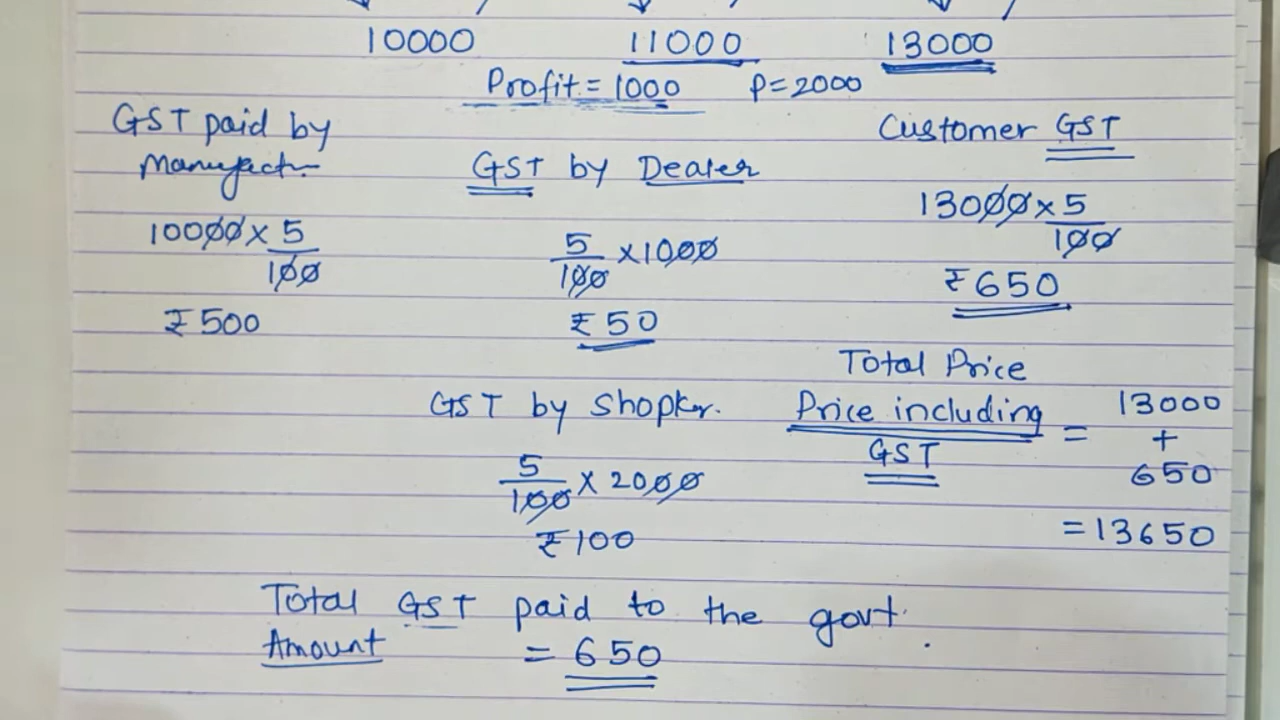 10000 11000 13000
Profit = 1000 P=2000
GST paid by
Manufact.
10000 × 5/100
₹500
GST by Dealer
5/100 × 1000
₹50
Customer GST
13000 × 5/100
₹650
GST by Shopkr.
5/100 × 2000
₹100
Total Price
Price including = 13000
GST +
650
= 13650
Total GST paid to the govt.
Amount = 650